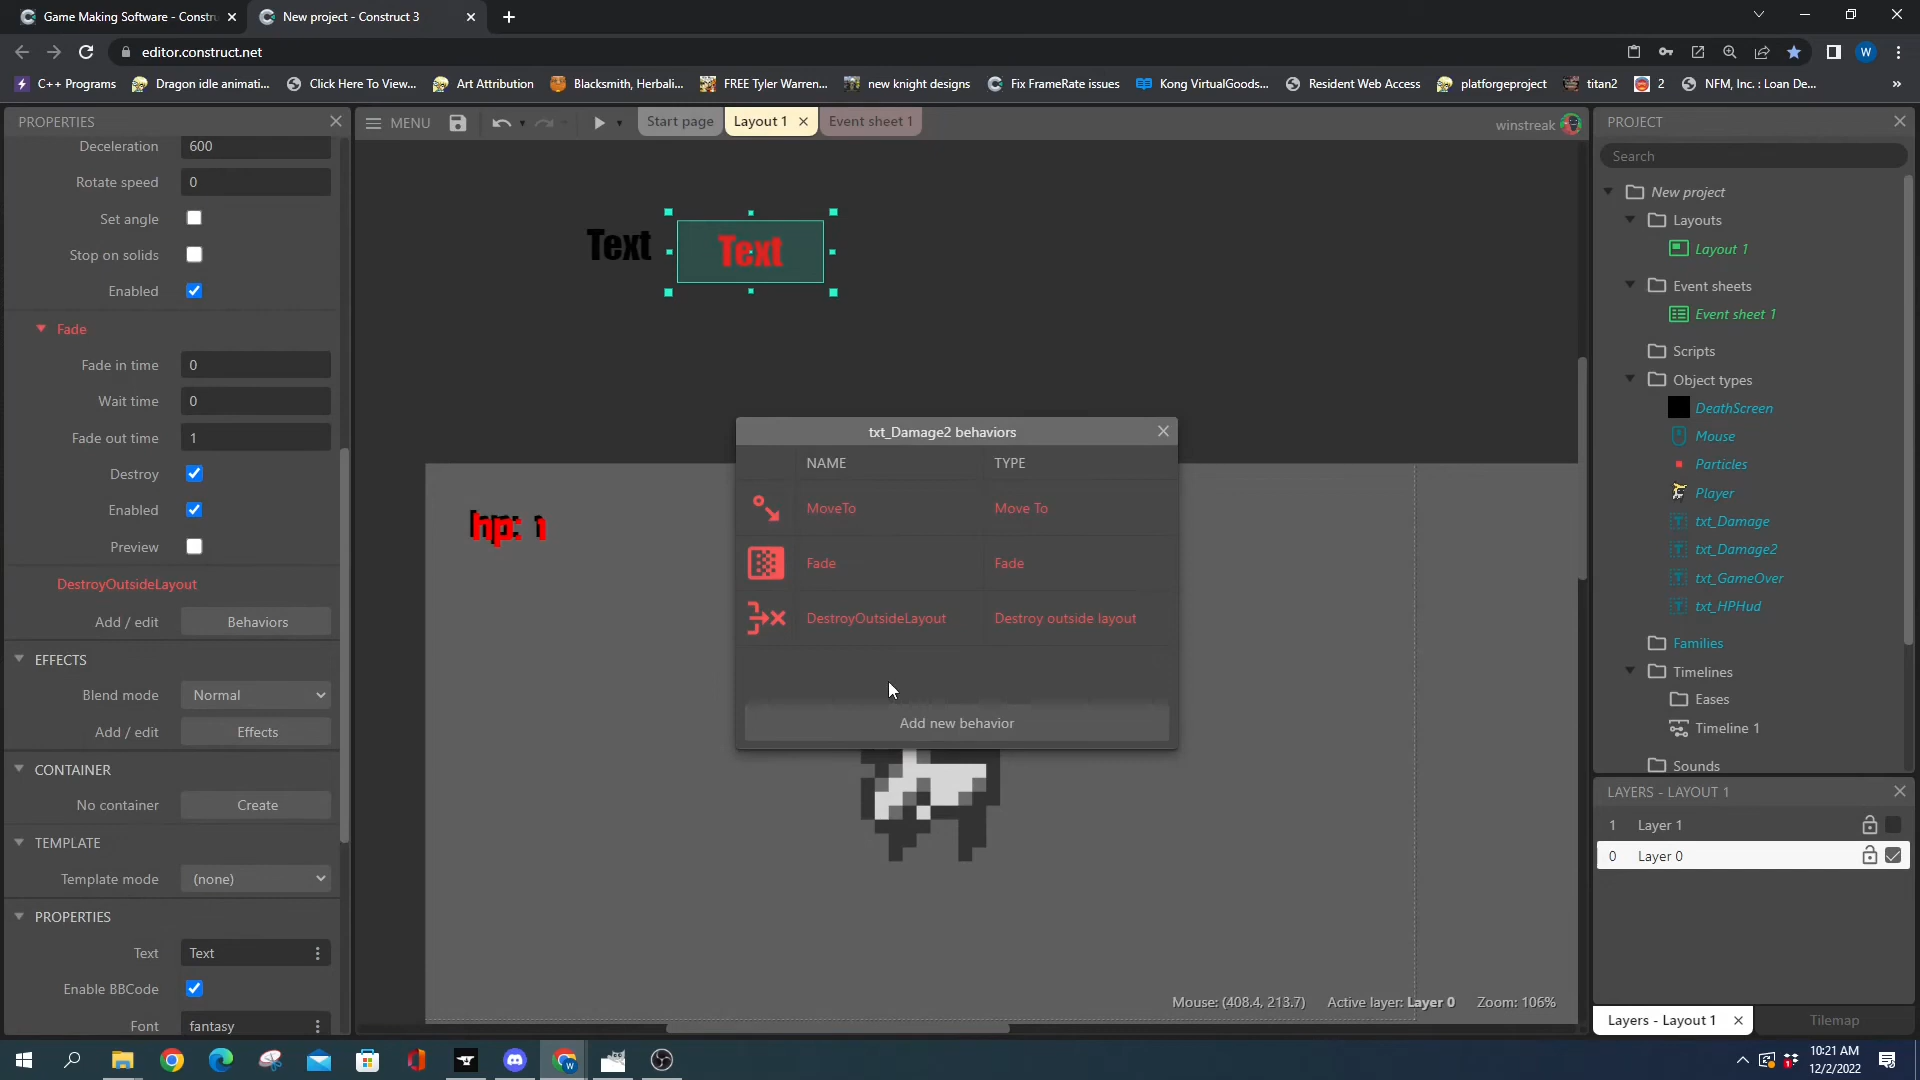 Game Making Software - Constru
New project - Construct 3
editor.construct.net
W
C++ Programs
Dragon idle animati...
Click Here To View...
Art Attribution
Blacksmith, Herbali...
FREE Tyler Warren...
new knight designs
Fix FrameRate issues
Kong VirtualGoods...
Resident Web Access
platforgeproject
titan2
2
NFM, Inc. : Loan De...
»
PROPERTIES
MENU
Start page
Layout 1
Event sheet 1
winstreak
PROJECT
Deceleration 600
Rotate speed 0
Set angle
Stop on solids
Enabled
Fade
Fade in time 0
Wait time 0
Fade out time 1
Destroy
Enabled
Preview
DestroyOutsideLayout
Add / edit Behaviors
EFFECTS
Blend mode Normal
Add / edit Effects
CONTAINER
No container Create
TEMPLATE
Template mode (none)
PROPERTIES
Text Text
Enable BBCode
Font fantasy
Text
Text
hp: 1
txt_Damage2 behaviors
NAME TYPE
MoveTo Move To
Fade Fade
DestroyOutsideLayout Destroy outside layout
Add new behavior
Mouse: (408.4, 213.7) Active layer: Layer 0 Zoom: 106%
Search
New project
Layouts
Layout 1
Event sheets
Event sheet 1
Scripts
Object types
DeathScreen
Mouse
Particles
Player
txt_Damage
txt_Damage2
txt_GameOver
txt_HPHud
Families
Timelines
Eases
Timeline 1
Sounds
LAYERS - LAYOUT 1
1 Layer 1
0 Layer 0
Layers - Layout 1
Tilemap
10:21 AM
12/2/2022